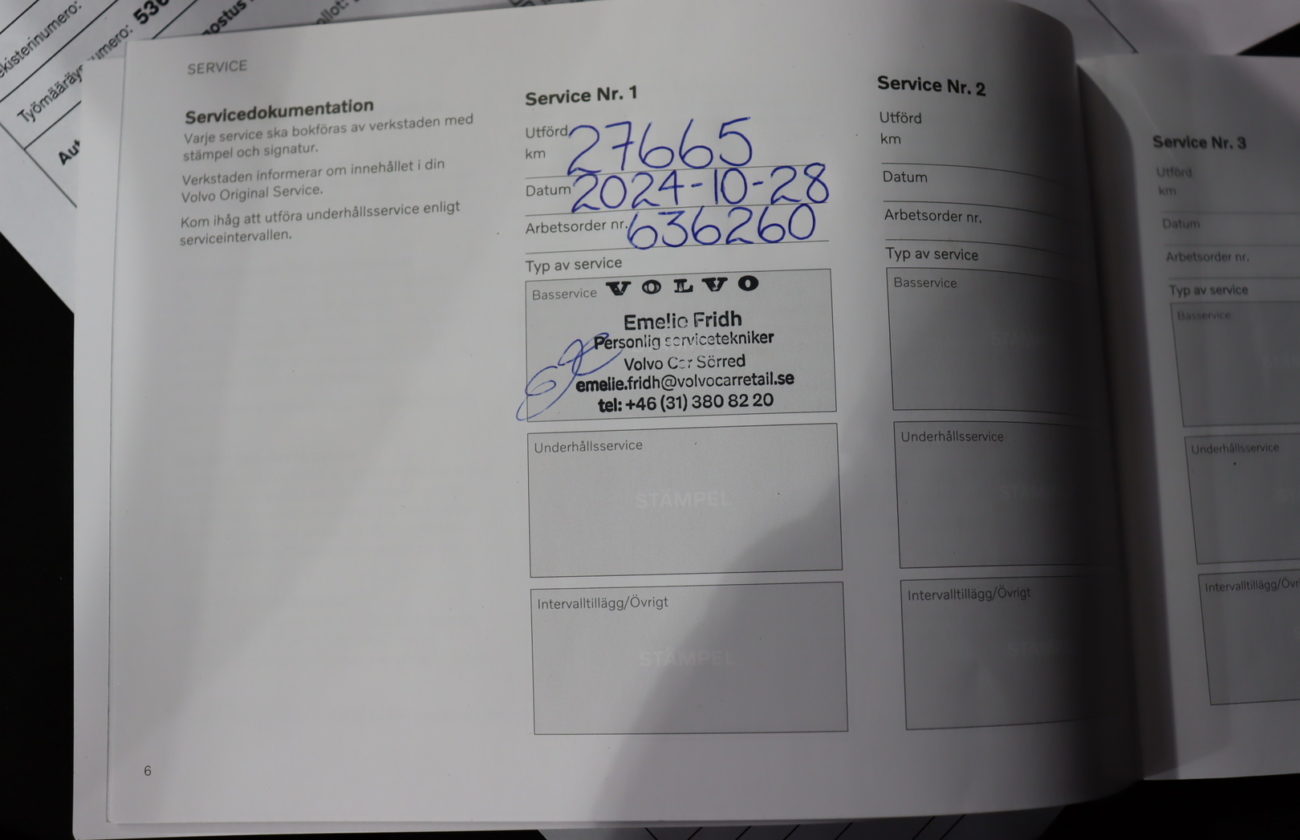 ekisterinumero:
Työmääräysnumero: 536
SERVICE
Servicedokumentation
Varje service ska bokföras av verkstaden med
stämpel och signatur.
Verkstaden informerar om innehållet i din
Volvo Original Service.
Kom ihåg att utföra underhållsservice enligt
serviceintervallen.
6
Service Nr. 1
Utförd
km 27665
Datum 2024-10-28
Arbetsorder nr. 636260
Typ av service
Basservice VOLVO
Emelie Fridh
Personlig servicetekniker
Volvo Car Sörred
emelie.fridh@volvocarretail.se
tel: +46 (31) 380 82 20
Underhållsservice
STÄMPEL
Intervalltillägg/Övrigt
STÄMPEL
Service Nr. 2
Utförd
km
Datum
Arbetsorder nr.
Typ av service
Basservice
Underhållsservice
Intervalltillägg/Övrigt
Service Nr. 3
Utförd
km
Datum
Arbetsorder nr.
Typ av service
Basservice
Underhållsservice
Intervalltillägg/Övr